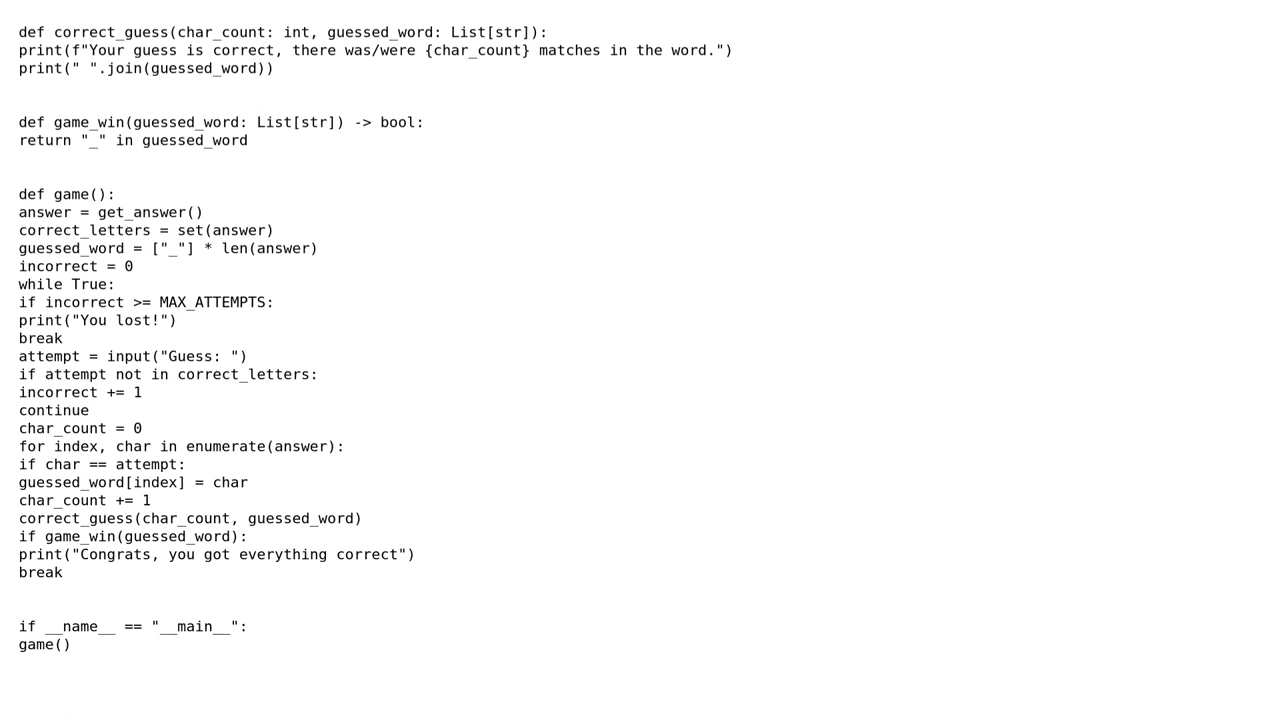 def correct_guess(char_count: int, guessed_word: List[str]):
print(f"Your guess is correct, there was/were {char_count} matches in the word.")
print(" ".join(guessed_word))
def game_win(guessed_word: List[str]) -> bool:
return "_" in guessed_word
def game():
answer = get_answer()
correct_letters = set(answer)
guessed_word = ["_"] * len(answer)
incorrect = 0
while True:
if incorrect >= MAX_ATTEMPTS:
print("You lost!")
break
attempt = input("Guess: ")
if attempt not in correct_letters:
incorrect += 1
continue
char_count = 0
for index, char in enumerate(answer):
if char == attempt:
guessed_word[index] = char
char_count += 1
correct_guess(char_count, guessed_word)
if game_win(guessed_word):
print("Congrats, you got everything correct")
break
if __name__ == "__main__":
game()